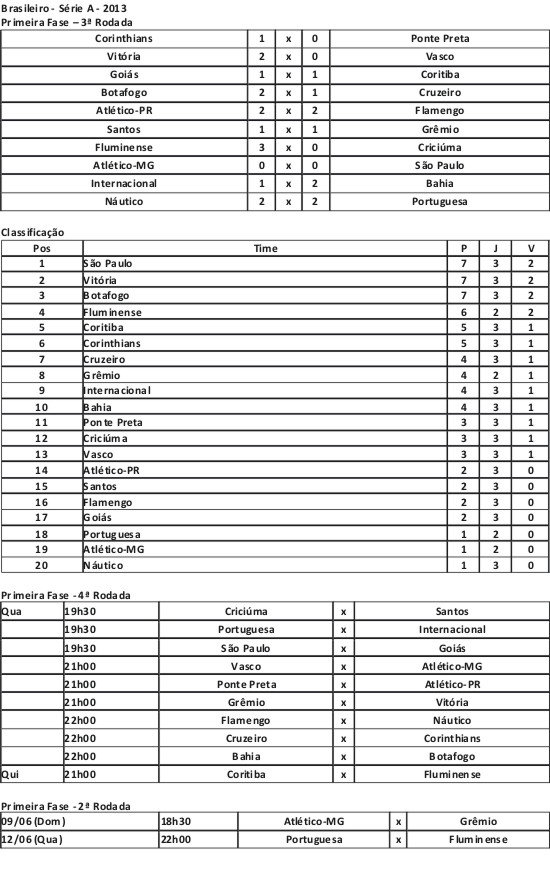 Brasileiro - Série A - 2013
Primeira Fase – 3ª Rodada
Corinthians 1 x 0 Ponte Preta
Vitória 2 x 0 Vasco
Goiás 1 x 1 Coritiba
Botafogo 2 x 1 Cruzeiro
Atlético-PR 2 x 2 Flamengo
Santos 1 x 1 Grêmio
Fluminense 3 x 0 Criciúma
Atlético-MG 0 x 0 São Paulo
Internacional 1 x 2 Bahia
Náutico 2 x 2 Portuguesa
Classificação
Pos Time P J V
1 São Paulo 7 3 2
2 Vitória 7 3 2
3 Botafogo 7 3 2
4 Fluminense 6 2 2
5 Coritiba 5 3 1
6 Corinthians 5 3 1
7 Cruzeiro 4 3 1
8 Grêmio 4 2 1
9 Internacional 4 3 1
10 Bahia 4 3 1
11 Ponte Preta 3 3 1
12 Criciúma 3 3 1
13 Vasco 3 3 1
14 Atlético-PR 2 3 0
15 Santos 2 3 0
16 Flamengo 2 3 0
17 Goiás 2 3 0
18 Portuguesa 1 2 0
19 Atlético-MG 1 2 0
20 Náutico 1 3 0
Primeira Fase - 4ª Rodada
Qua 19h30 Criciúma x Santos
19h30 Portuguesa x Internacional
19h30 São Paulo x Goiás
21h00 Vasco x Atlético-MG
21h00 Ponte Preta x Atlético-PR
21h00 Grêmio x Vitória
22h00 Flamengo x Náutico
22h00 Cruzeiro x Corinthians
22h00 Bahia x Botafogo
Qui 21h00 Coritiba x Fluminense
Primeira Fase - 2ª Rodada
09/06 (Dom) 18h30 Atlético-MG x Grêmio
12/06 (Qua) 22h00 Portuguesa x Fluminense